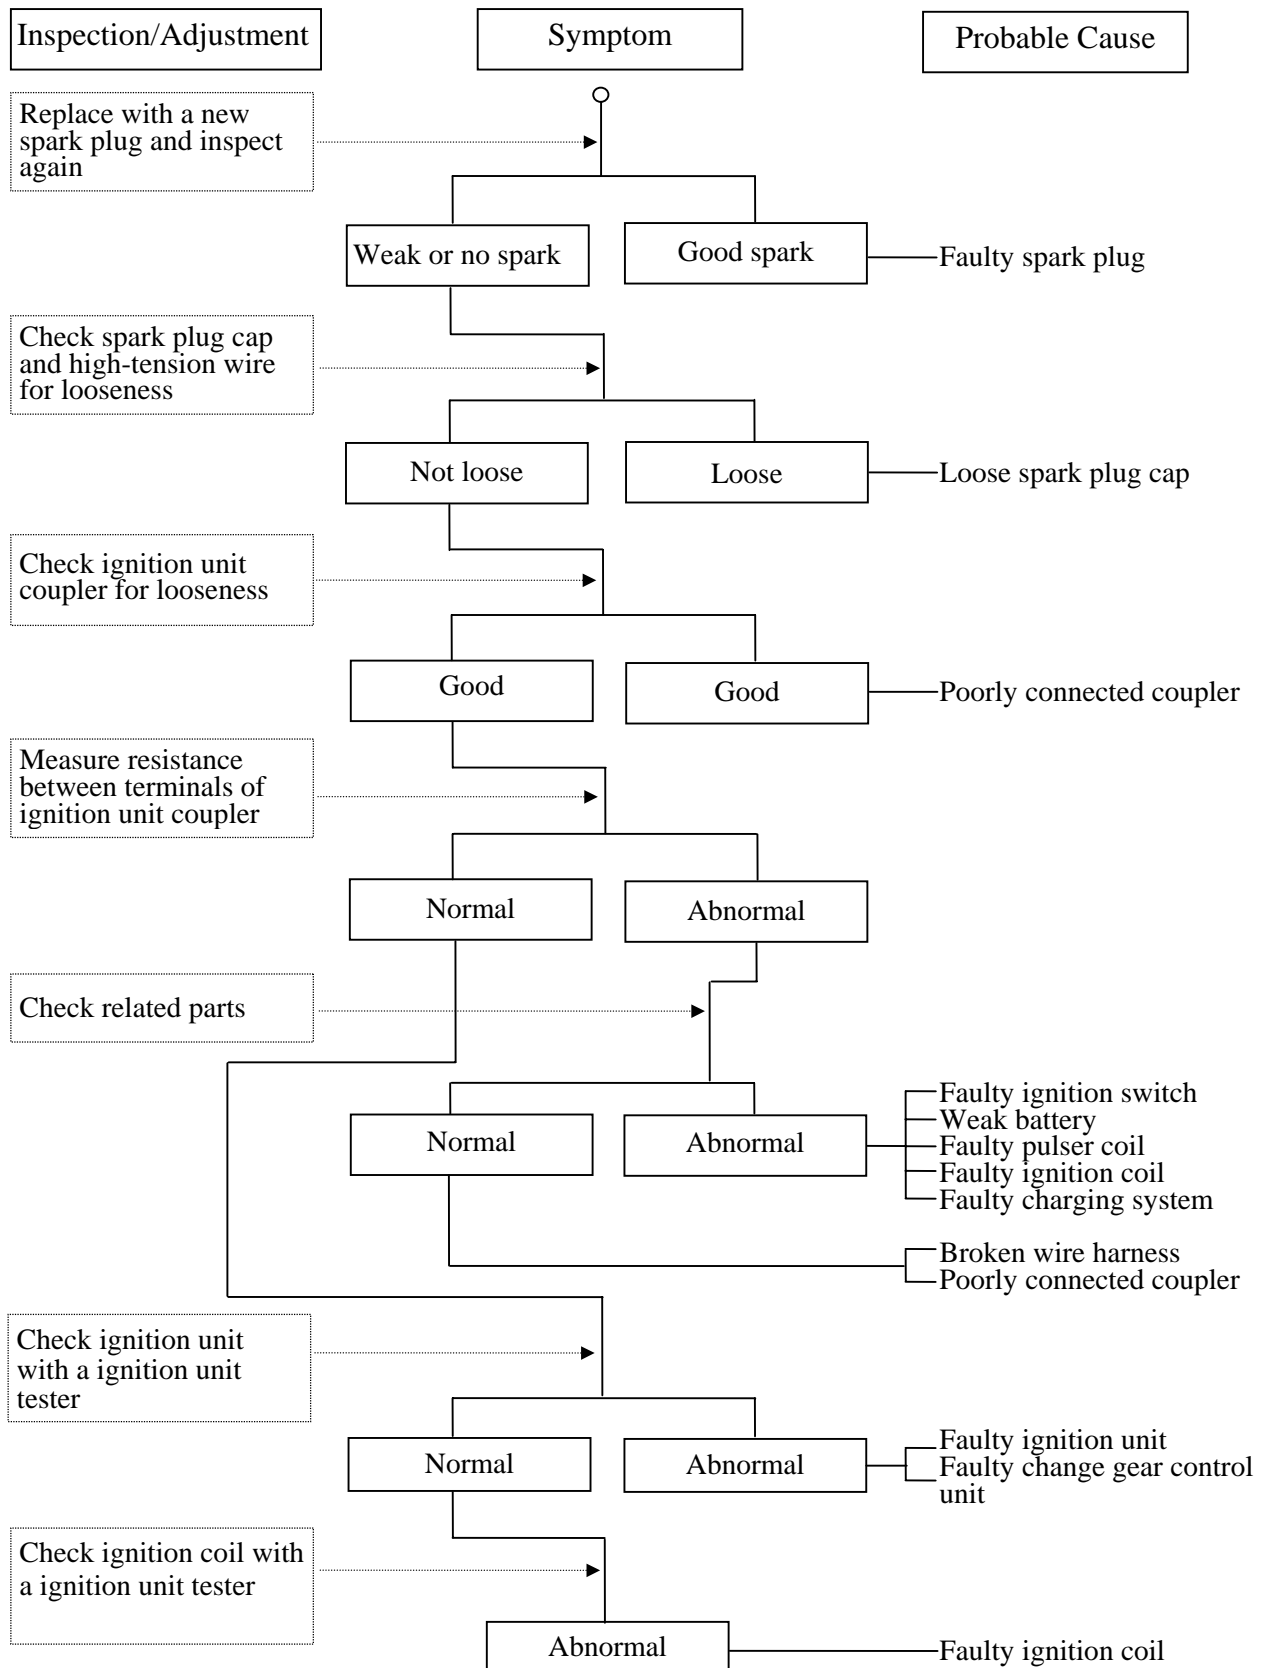 Inspection/Adjustment
Symptom
Probable Cause
Replace with a new
spark plug and inspect
again
Weak or no spark
Good spark
Faulty spark plug
Check spark plug cap
and high-tension wire
for looseness
Not loose
Loose
Loose spark plug cap
Check ignition unit
coupler for looseness
Good
Good
Poorly connected coupler
Measure resistance
between terminals of
ignition unit coupler
Normal
Abnormal
Check related parts
Normal
Abnormal
Faulty ignition switch
Weak battery
Faulty pulser coil
Faulty ignition coil
Faulty charging system
Broken wire harness
Poorly connected coupler
Check ignition unit
with a ignition unit
tester
Normal
Abnormal
Faulty ignition unit
Faulty change gear control
unit
Check ignition coil with
a ignition unit tester
Abnormal
Faulty ignition coil